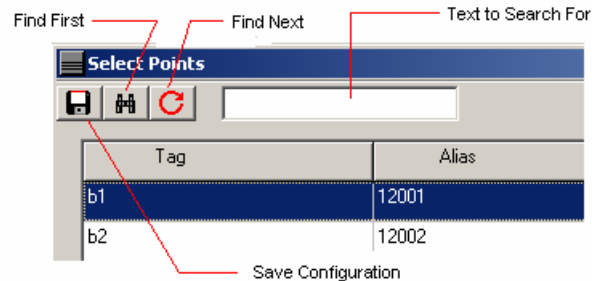 Find First
Find Next
Text to Search For
Select Points
Tag Alias
b1 12001
b2 12002
Save Configuration